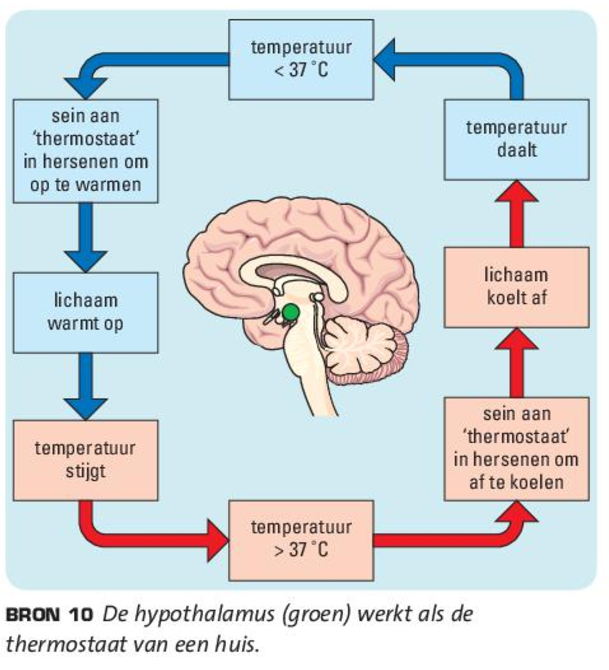 temperatuur
< 37 °C
sein aan
‘thermostaat’
in hersenen om
op te warmen
lichaam
warmt op
temperatuur
stijgt
temperatuur
> 37 °C
sein aan
‘thermostaat’
in hersenen om
af te koelen
lichaam
koelt af
temperatuur
daalt
BRON 10 De hypothalamus (groen) werkt als de
thermostaat van een huis.